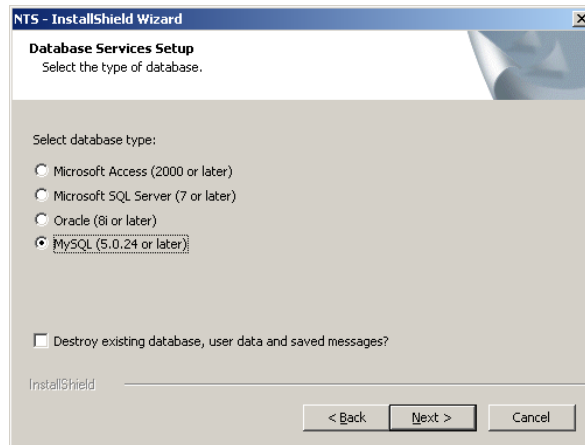 NTS - InstallShield Wizard
Database Services Setup
Select the type of database.
Select database type:
Microsoft Access (2000 or later)
Microsoft SQL Server (7 or later)
Oracle (8i or later)
MySQL (5.0.24 or later)
Destroy existing database, user data and saved messages?
InstallShield
< Back Next > Cancel